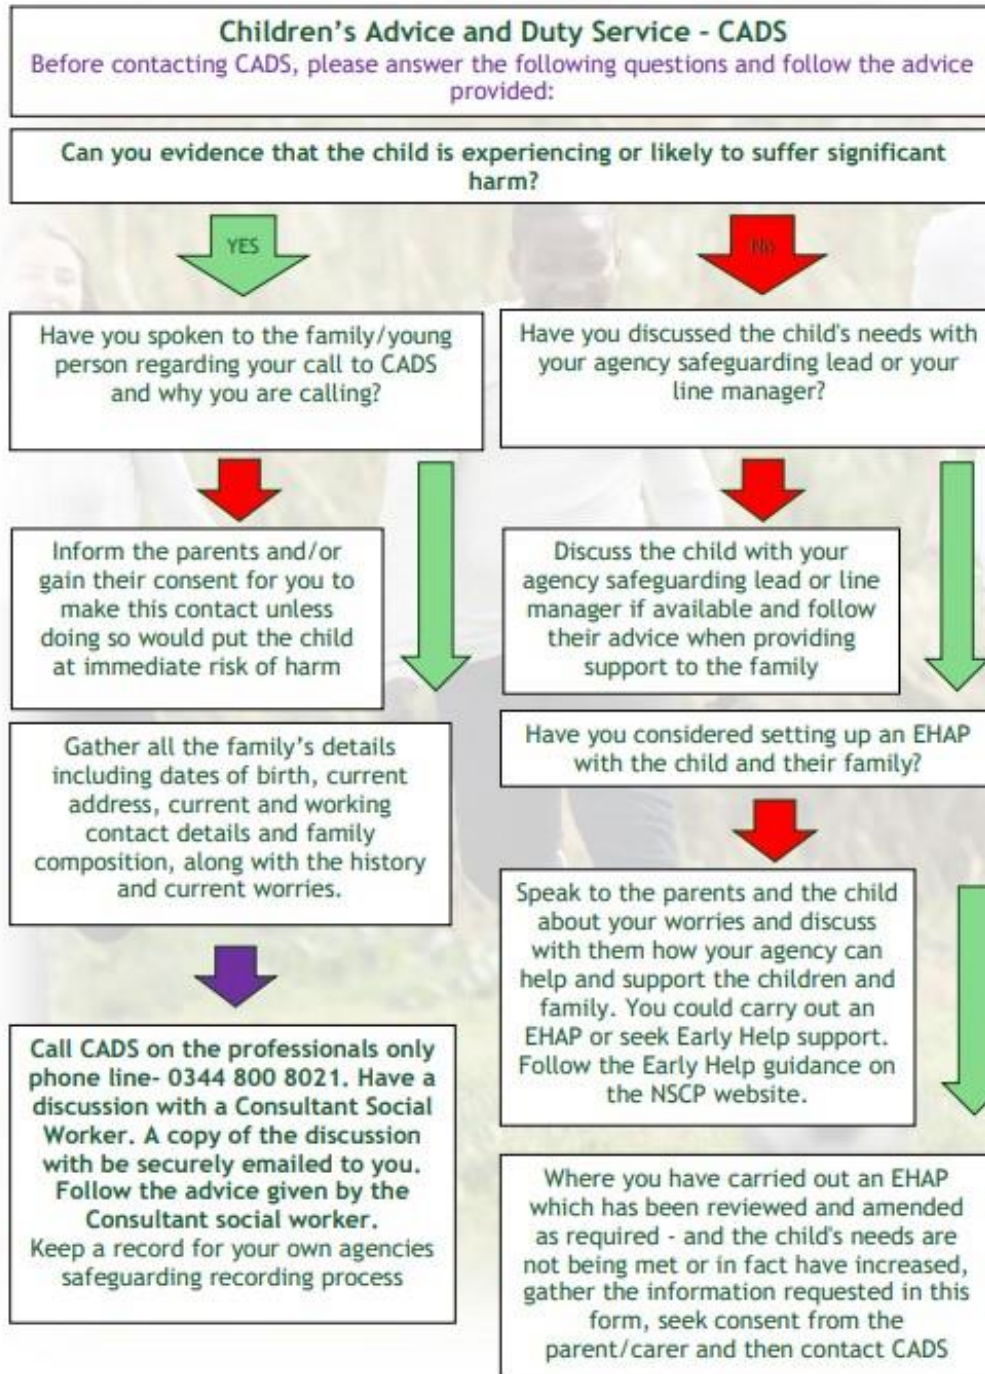 Children's Advice and Duty Service - CADS
Before contacting CADS, please answer the following questions and follow the advice
provided:
Can you evidence that the child is experiencing or likely to suffer significant
harm?
YES
No
Have you spoken to the family/young
person regarding your call to CADS
and why you are calling?
Have you discussed the child's needs with
your agency safeguarding lead or your
line manager?
Inform the parents and/or
gain their consent for you to
make this contact unless
doing so would put the child
at immediate risk of harm
Discuss the child with your
agency safeguarding lead or line
manager if available and follow
their advice when providing
support to the family
Gather all the family's details
including dates of birth, current
address, current and working
contact details and family
composition, along with the history
and current worries.
Have you considered setting up an EHAP
with the child and their family?
Speak to the parents and the child
about your worries and discuss
with them how your agency can
help and support the children and
family. You could carry out an
EHAP or seek Early Help support.
Follow the Early Help guidance on
the NSCP website.
Call CADS on the professionals only
phone line- 0344 800 8021. Have a
discussion with a Consultant Social
Worker. A copy of the discussion
with be securely emailed to you.
Follow the advice given by the
Consultant social worker.
Keep a record for your own agencies
safeguarding recording process
Where you have carried out an EHAP
which has been reviewed and amended
as required - and the child's needs are
not being met or in fact have increased,
gather the information requested in this
form, seek consent from the
parent/carer and then contact CADS